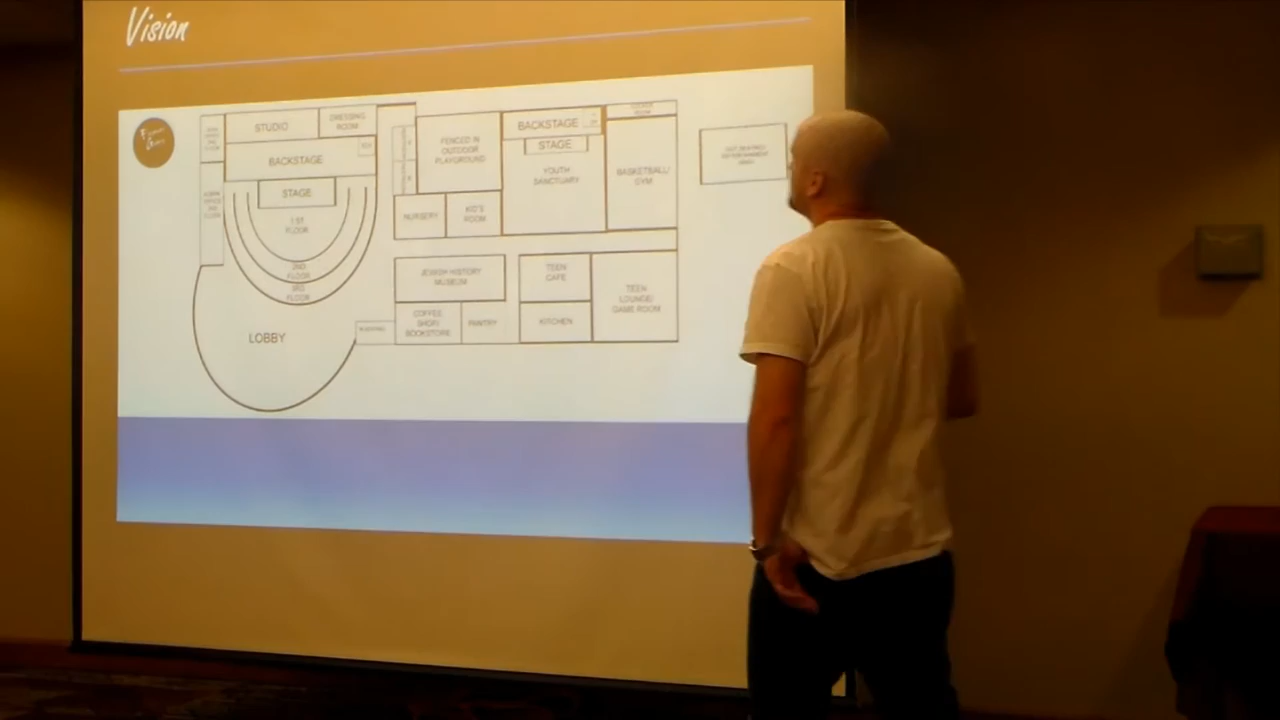 Vision
STUDIO
DRESSING
ROOM
BACKSTAGE
STAGE
1 ST
FLOOR
2ND
FLOOR
3RD
FLOOR
LOBBY
FENCED IN
OUTDOOR
PLAYGROUND
NURSERY
KID'S
ROOM
BACKSTAGE
STAGE
YOUTH
SANCTUARY
BASKETBALL/
GYM
JEWISH HISTORY
MUSEUM
COFFEE
SHOP/
BOOKSTORE
PANTRY
TEEN
CAFE
KITCHEN
TEEN
LOUNGE/
GAME ROOM